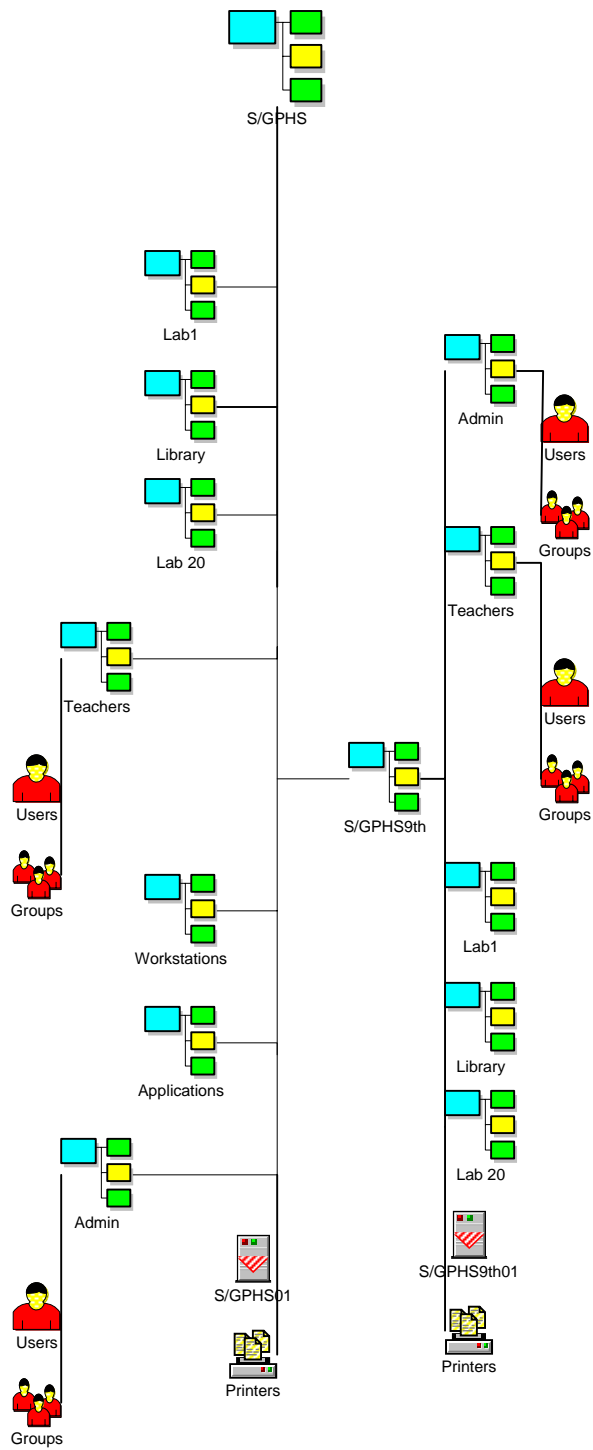 S/GPHS
Lab1
Library
Lab 20
Teachers
Users
Groups
Workstations
Applications
Admin
Users
Groups
S/GPHS01
Printers
S/GPHS9th
Admin
Users
Groups
Teachers
Users
Groups
Lab1
Library
Lab 20
S/GPHS9th01
Printers